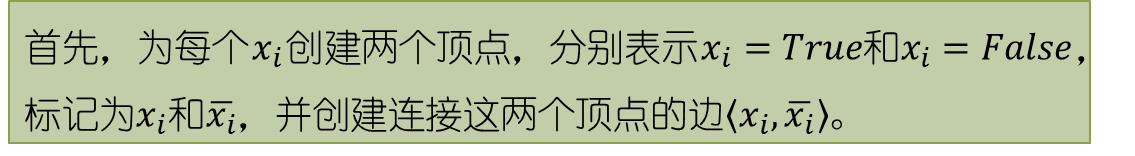 首先，为每个xᵢ创建两个顶点，分别表示xᵢ = True和xᵢ = False，
标记为xᵢ和x̄ᵢ，并创建连接这两个顶点的边⟨xᵢ, x̄ᵢ⟩。